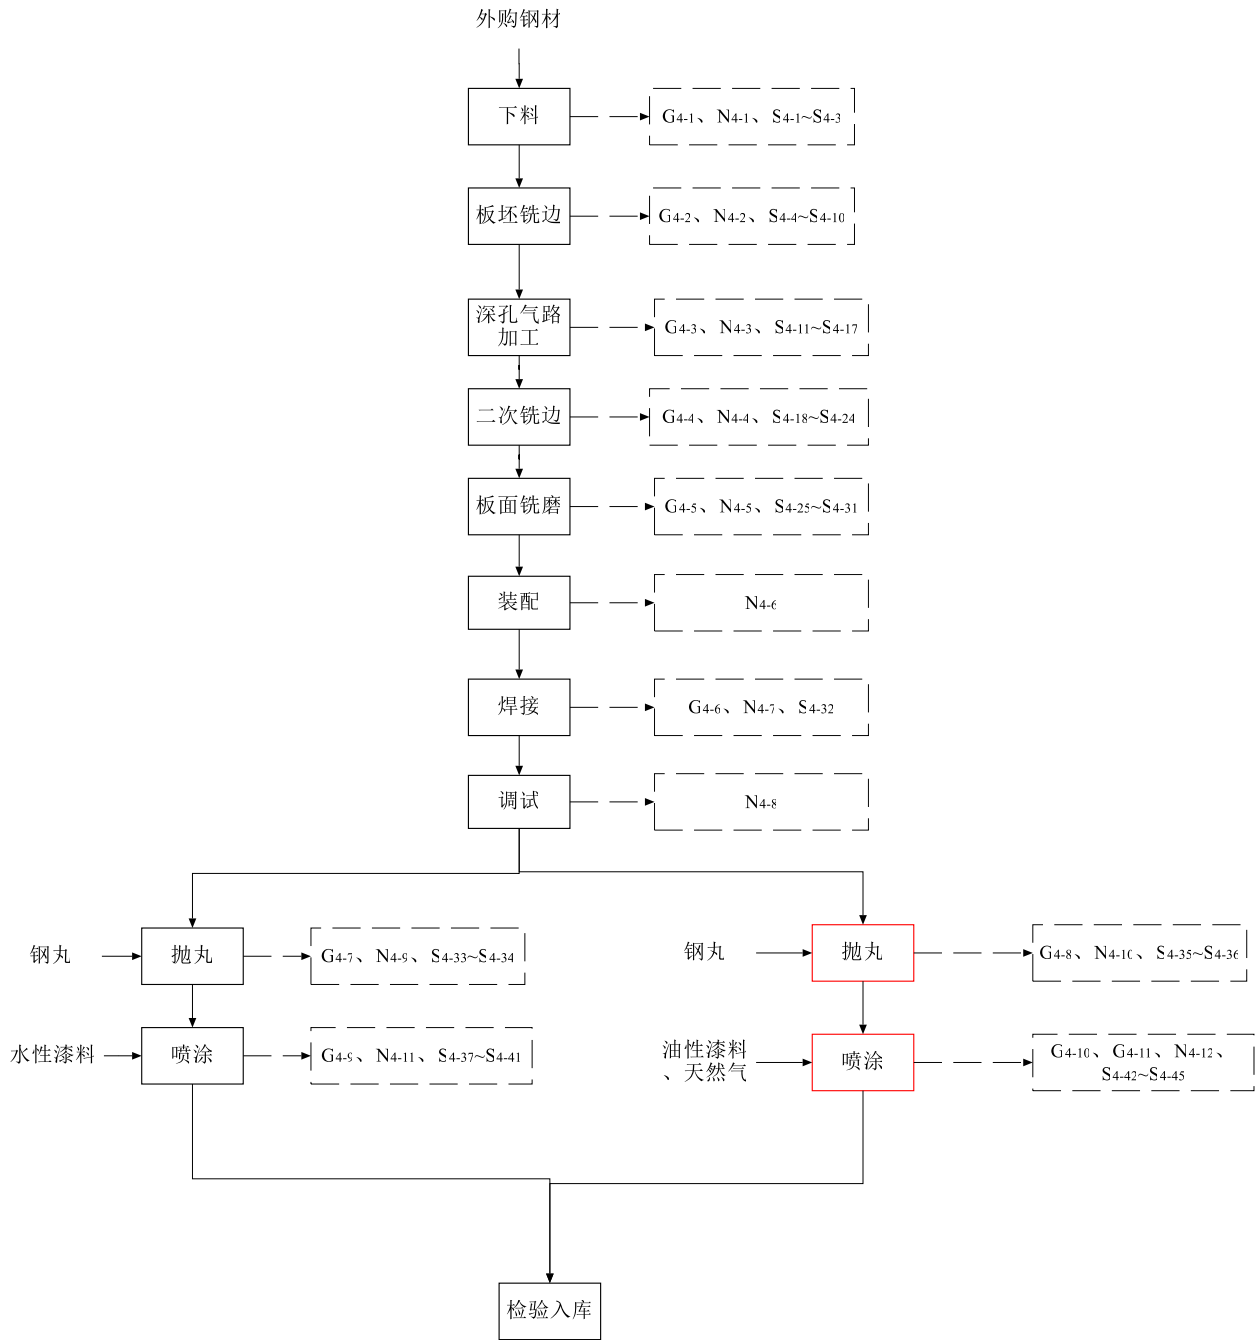 外购钢材
下料
G4-1、N4-1、S4-1~S4-3
板坯铣边
G4-2、N4-2、S4-4~S4-10
深孔气路
加工
G4-3、N4-3、S4-11~S4-17
二次铣边
G4-4、N4-4、S4-18~S4-24
板面铣磨
G4-5、N4-5、S4-25~S4-31
装配
N4-6
焊接
G4-6、N4-7、S4-32
调试
N4-8
钢丸
抛丸
G4-7、N4-9、S4-33~S4-34
钢丸
抛丸
G4-8、N4-10、S4-35~S4-36
水性漆料
喷涂
G4-9、N4-11、S4-37~S4-41
油性漆料
、天然气
喷涂
G4-10、G4-11、N4-12、
S4-42~S4-45
检验入库